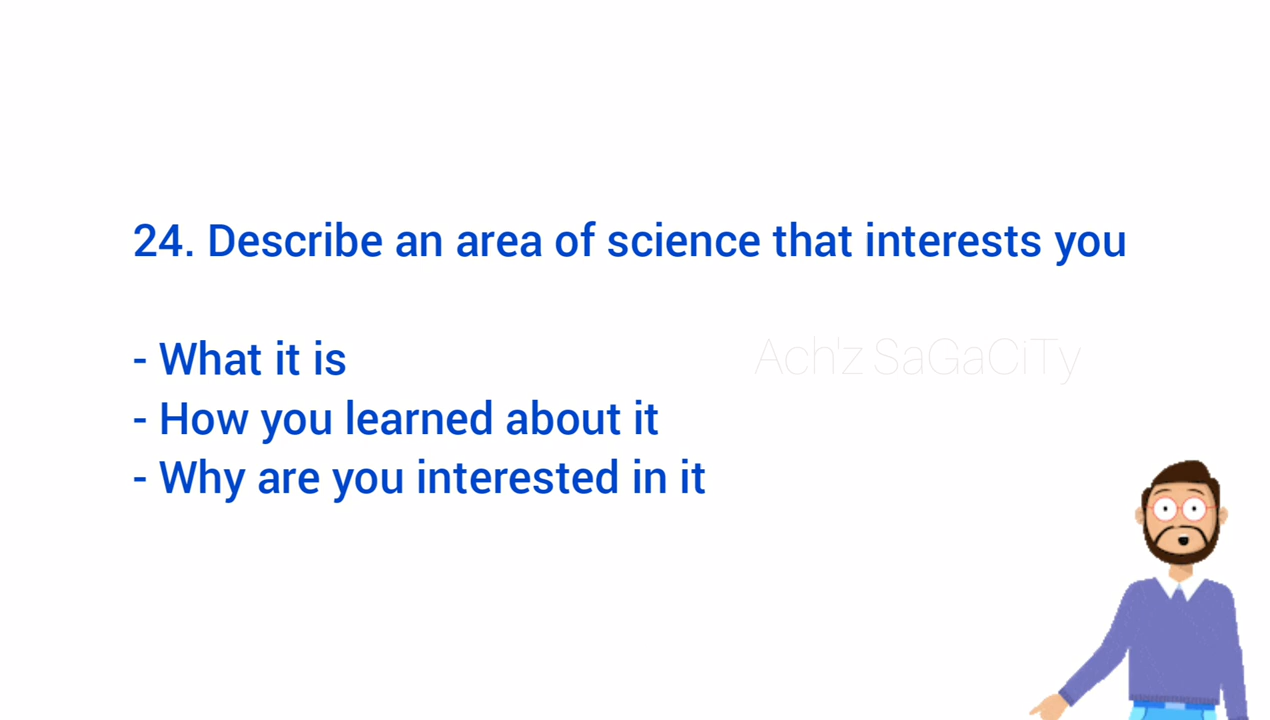 24. Describe an area of science that interests you
- What it is
Ach'z SaGaCiTy
- How you learned about it
- Why are you interested in it